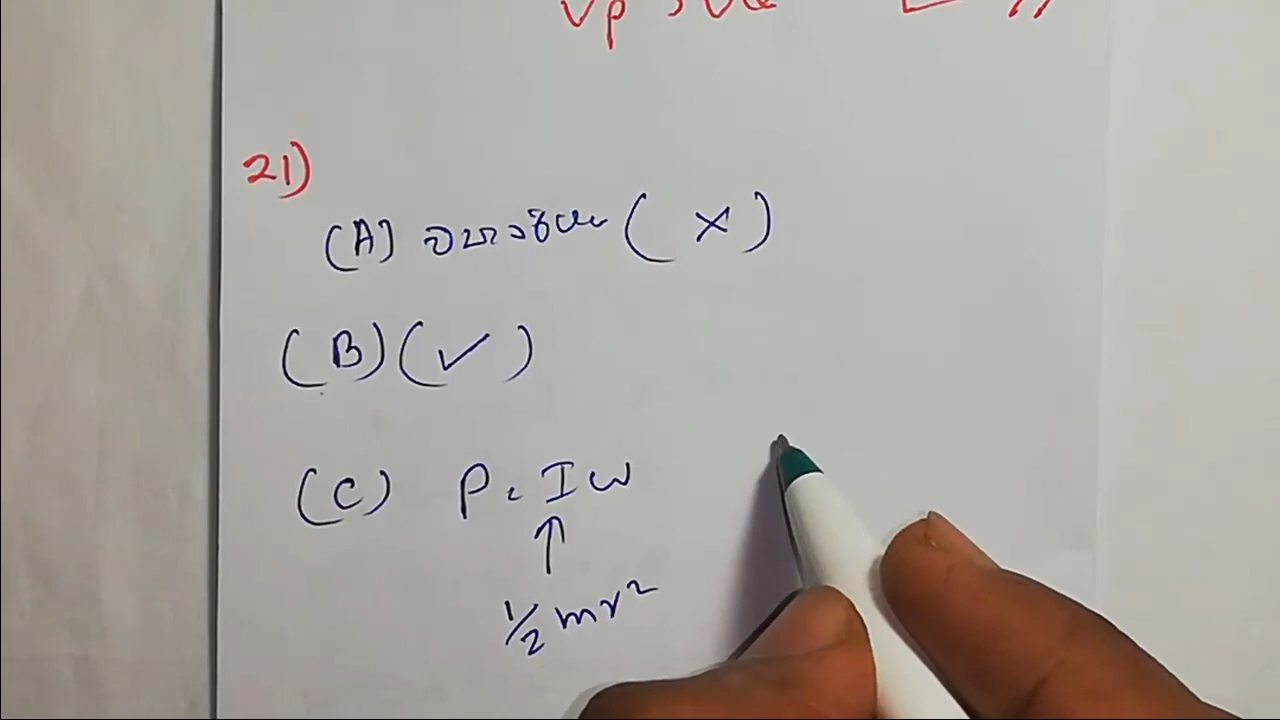 21)
(A) (×)
(B) (✓)
(C) P = Iω
↑
1/2 mr²